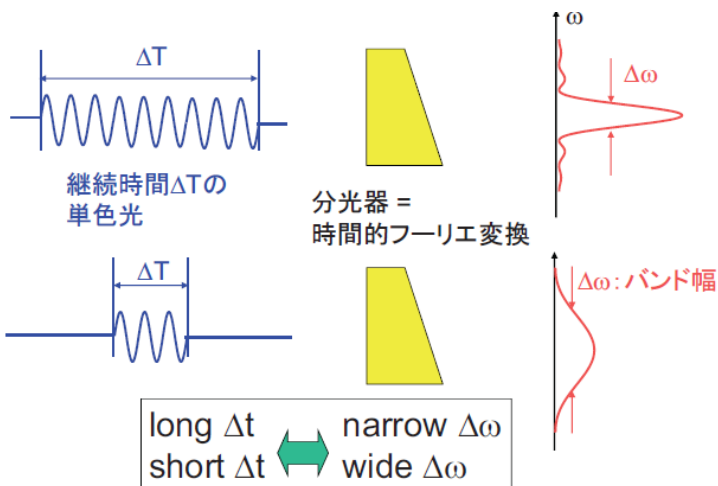 ΔT
継続時間ΔTの
単色光
分光器 =
時間的フーリエ変換
ω
Δω
ΔT
Δω：バンド幅
long Δt
narrow Δω
short Δt
wide Δω